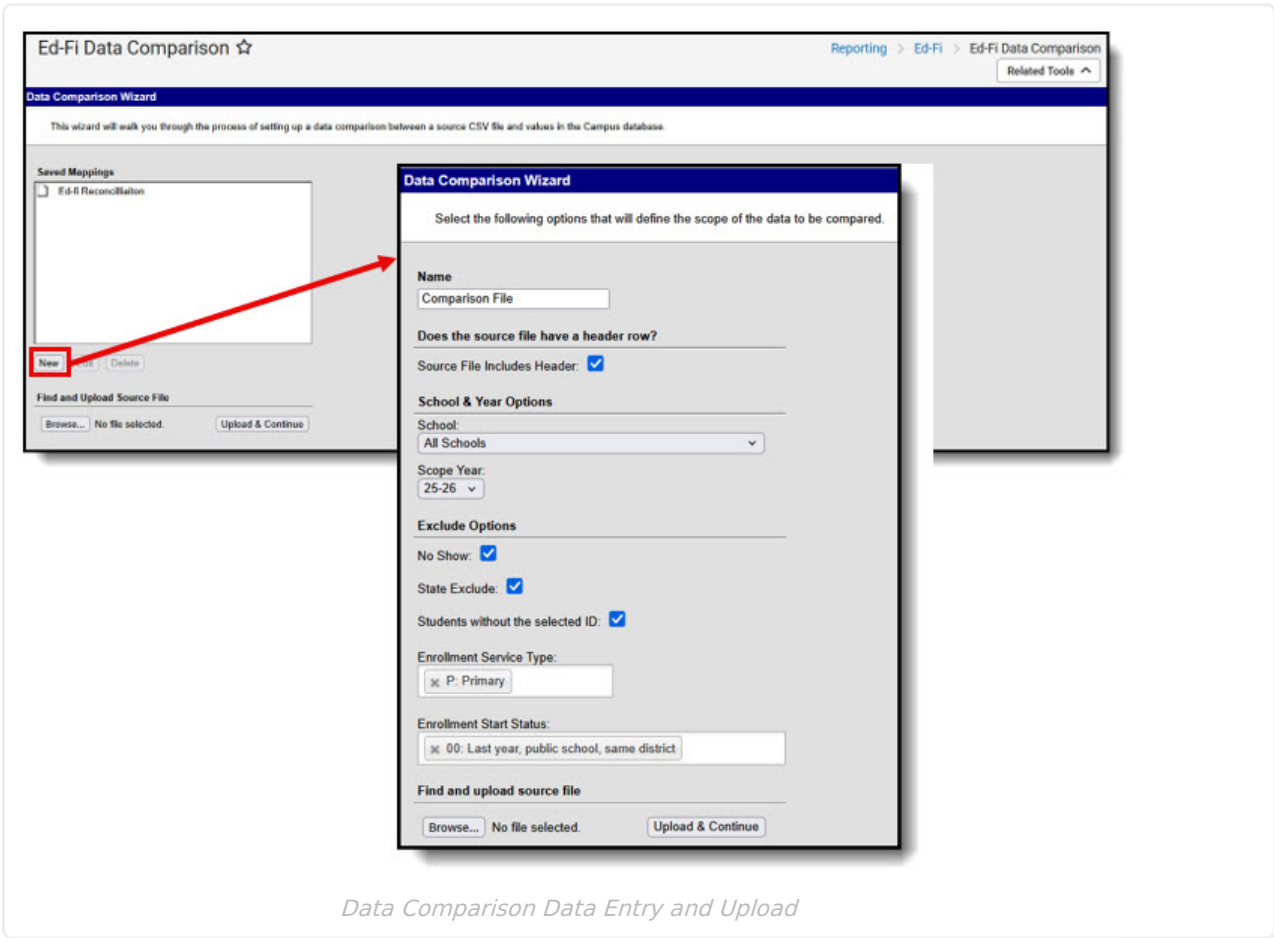 Ed-Fi Data Comparison
Reporting > Ed-Fi > Ed-Fi Data Comparison
Related Tools
Data Comparison Wizard
This wizard will walk you through the process of setting up a data comparison between a source CSV file and values in the Campus database.
Saved Mappings
Ed-fi Reconcilliaiton
New Delete
Find and Upload Source File
Browse... No file selected. Upload & Continue
Data Comparison Wizard
Select the following options that will define the scope of the data to be compared.
Name
Comparison File
Does the source file have a header row?
Source File Includes Header:
School & Year Options
School:
All Schools
Scope Year:
25-26
Exclude Options
No Show:
State Exclude:
Students without the selected ID:
Enrollment Service Type:
P: Primary
Enrollment Start Status:
00: Last year, public school, same district
Find and upload source file
Browse... No file selected. Upload & Continue
Data Comparison Data Entry and Upload